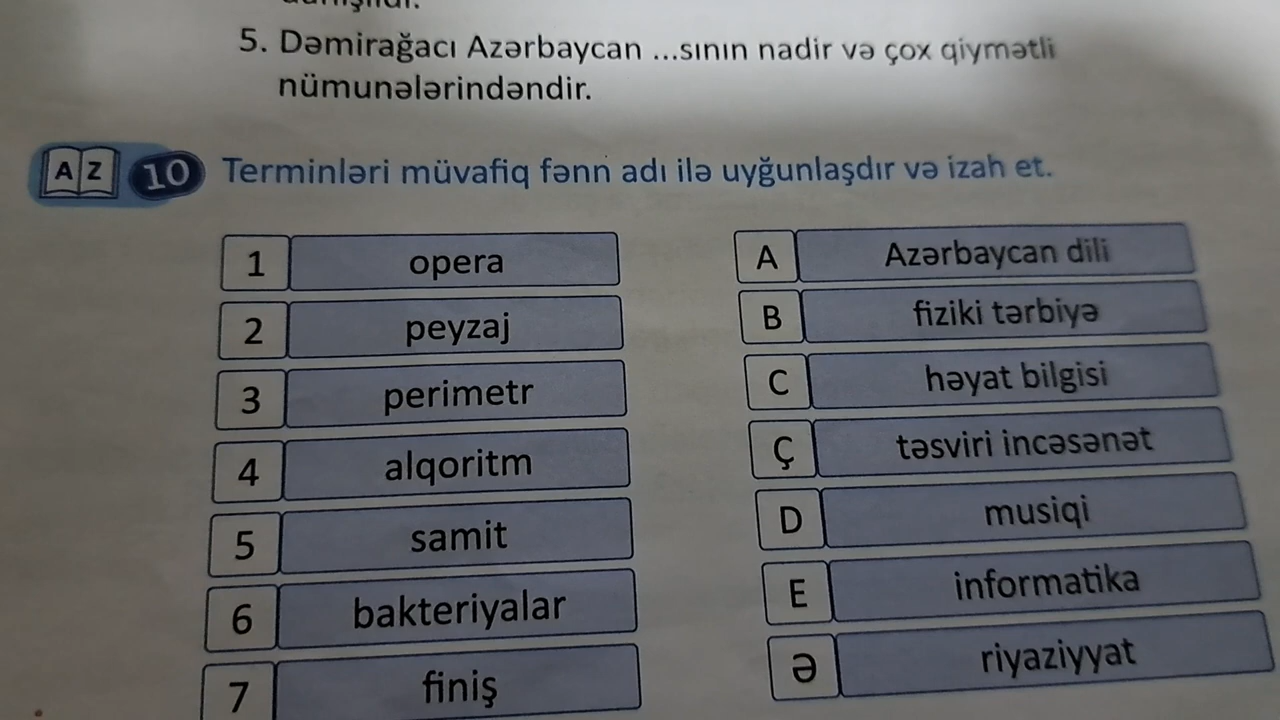 5. Dəmirağacı Azərbaycan ...sının nadir və çox qiymətli
nümunələrindəndir.
A Z 10 Terminləri müvafiq fənn adı ilə uyğunlaşdır və izah et.
1 opera
2 peyzaj
3 perimetr
4 alqoritm
5 samit
6 bakteriyalar
7 finiş
A Azərbaycan dili
B fiziki tərbiyə
C həyat bilgisi
Ç təsviri incəsənət
D musiqi
E informatika
Ə riyaziyyat